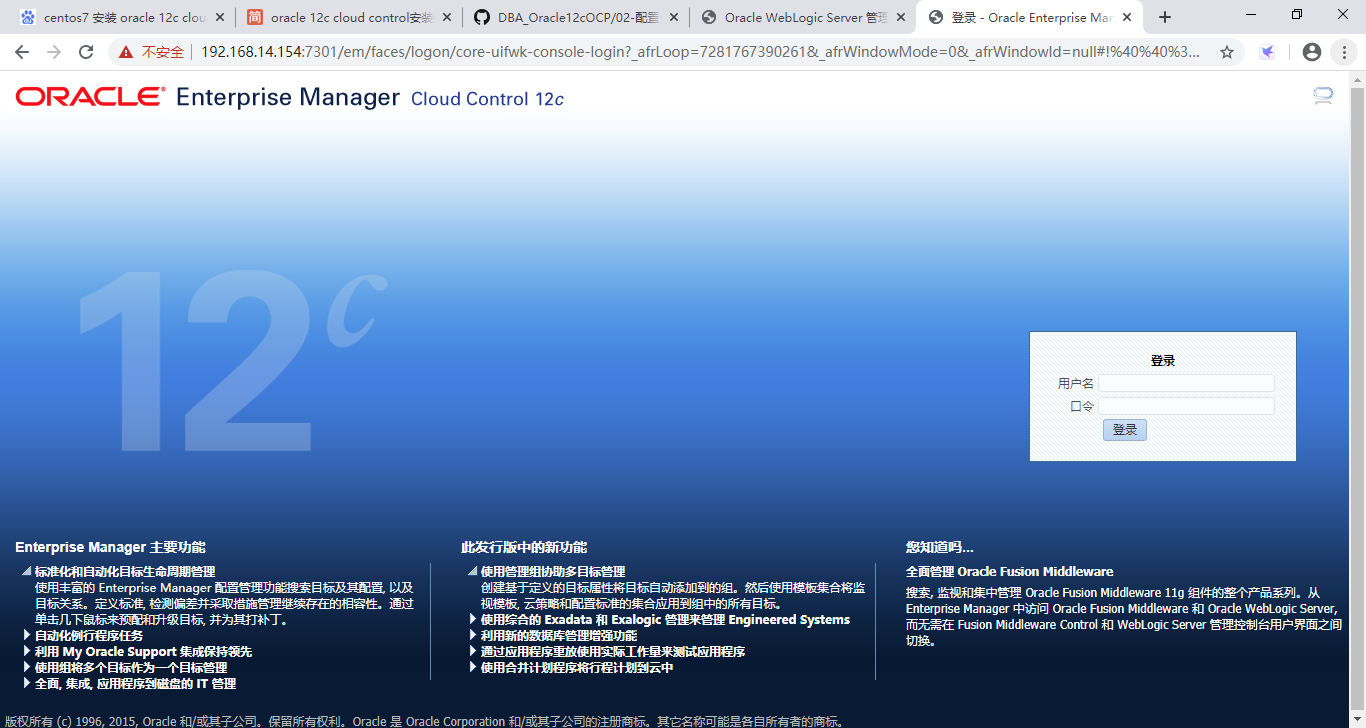 centos7 安装 oracle 12c clou
oracle 12c cloud control安装
DBA_Oracle12cOCP/02-配置
Oracle WebLogic Server 管理
登录 - Oracle Enterprise Mar
不安全
192.168.14.154:7301/em/faces/logon/core-uifwk-console-login?_afrLoop=728176739026​1&_afrWindowMode=0&_afrWindowId=null#!%40%40%3...
ORACLE Enterprise Manager Cloud Control 12c
12c
登录
用户名
口令
登录
Enterprise Manager 主要功能
标准化和自动化目标生命周期管理
使用丰富的 Enterprise Manager 配置管理功能搜索目标及其配置, 以及
目标关系。定义标准, 检测偏差并采取措施管理继续存在的相容性。通过
单击几下鼠标来预配和升级目标, 并为其打补丁。
自动化例行程序任务
利用 My Oracle Support 集成保持领先
使用组将多个目标作为一个目标管理
全面, 集成, 应用程序到磁盘的 IT 管理
此发行版中的新功能
使用管理组协助多目标管理
创建基于定义的目标属性将目标自动添加到的组。然后使用模板集合将监
视模板, 云策略和配置标准的集合应用到组中的所有目标。
使用综合的 Exadata 和 Exalogic 管理来管理 Engineered Systems
利用新的数据库管理增强功能
通过应用程序重放使用实际工作量来测试应用程序
使用合并计划程序将行程计划到云中
您知道吗...
全面管理 Oracle Fusion Middleware
搜索, 监视和集中管理 Oracle Fusion Middleware 11g 组件的整个产品系列。从
Enterprise Manager 中访问 Oracle Fusion Middleware 和 Oracle WebLogic Server,
而无需在 Fusion Middleware Control 和 WebLogic Server 管理控制台用户界面之间
切换。
版权所有 (c) 1996, 2015, Oracle 和/或其子公司。保留所有权利。Oracle 是 Oracle Corporation 和/或其子公司的注册商标。其它名称可能是各自所有者的商标。